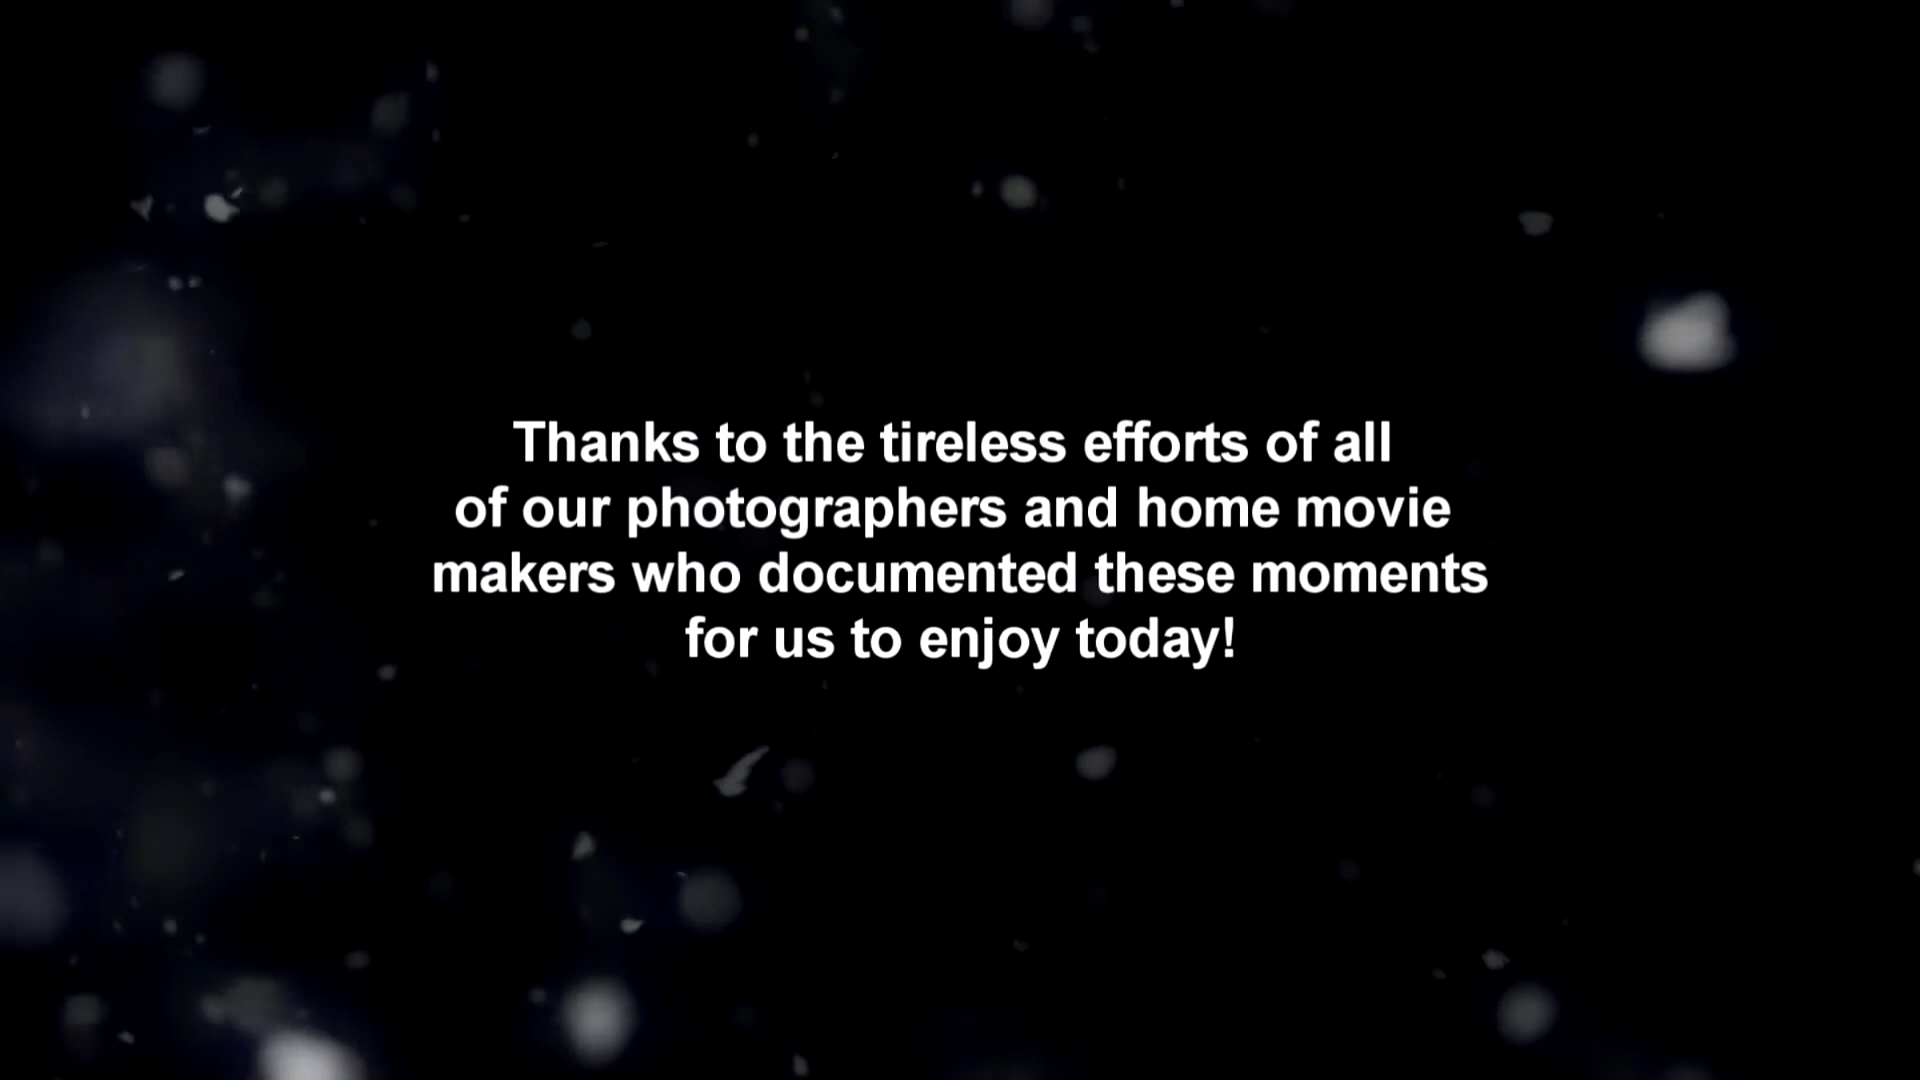 Thanks to the tireless efforts of all
of our photographers and home movie
makers who documented these moments
for us to enjoy today!